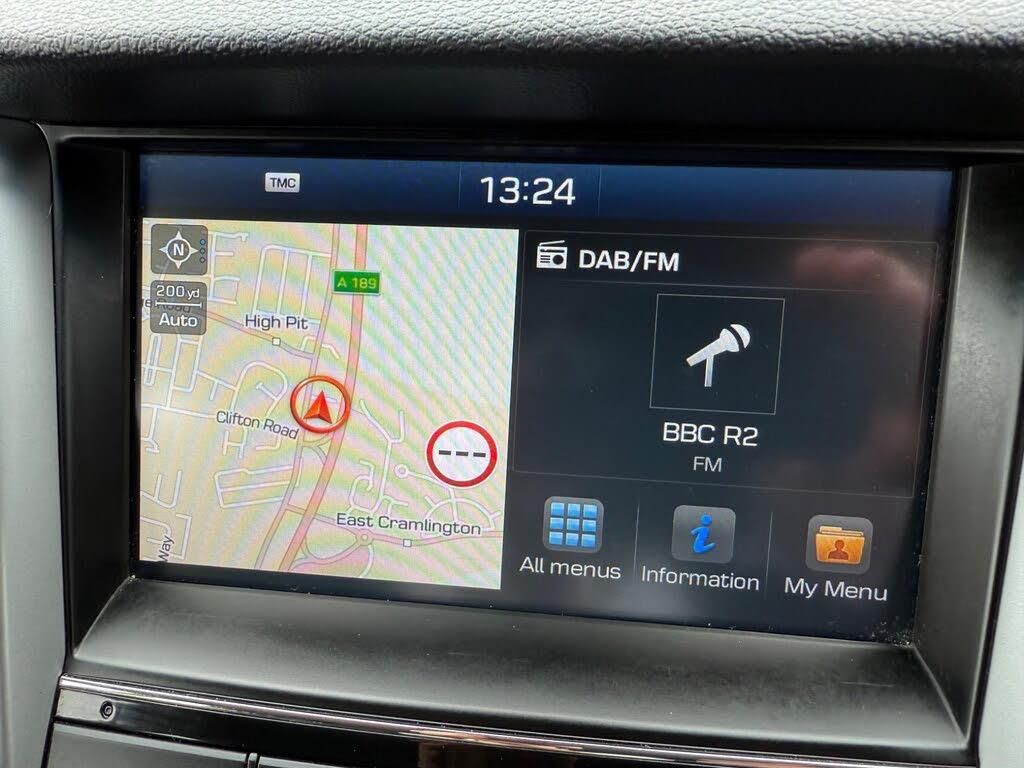 TMC
13:24
N
200 yd
Auto
A 189
High Pit
Clifton Road
---
East Cramlington
Way
DAB/FM
BBC R2
FM
All menus
Information
My Menu